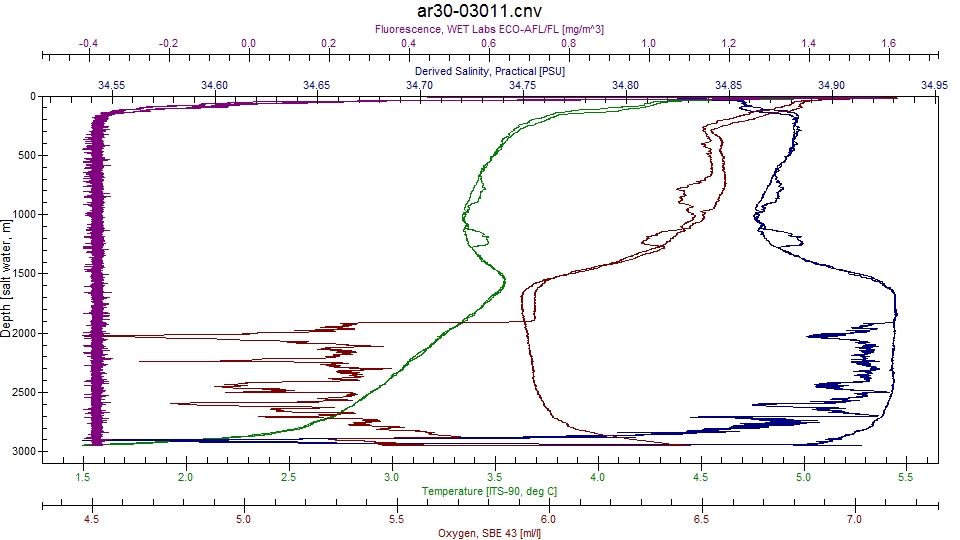 ar30-03011.cnv
Fluorescence, WET Labs ECO-AFL/FL [mg/m^3]
-0.4 -0.2 0.0 0.2 0.4 0.6 0.8 1.0 1.2 1.4 1.6
Derived Salinity, Practical [PSU]
34.55 34.60 34.65 34.70 34.75 34.80 34.85 34.90 34.95
0
500
1000
1500
2000
2500
3000
Depth [salt water, m]
1.5 2.0 2.5 3.0 3.5 4.0 4.5 5.0 5.5
Temperature [ITS-90, deg C]
4.5 5.0 5.5 6.0 6.5 7.0
Oxygen, SBE 43 [ml/l]